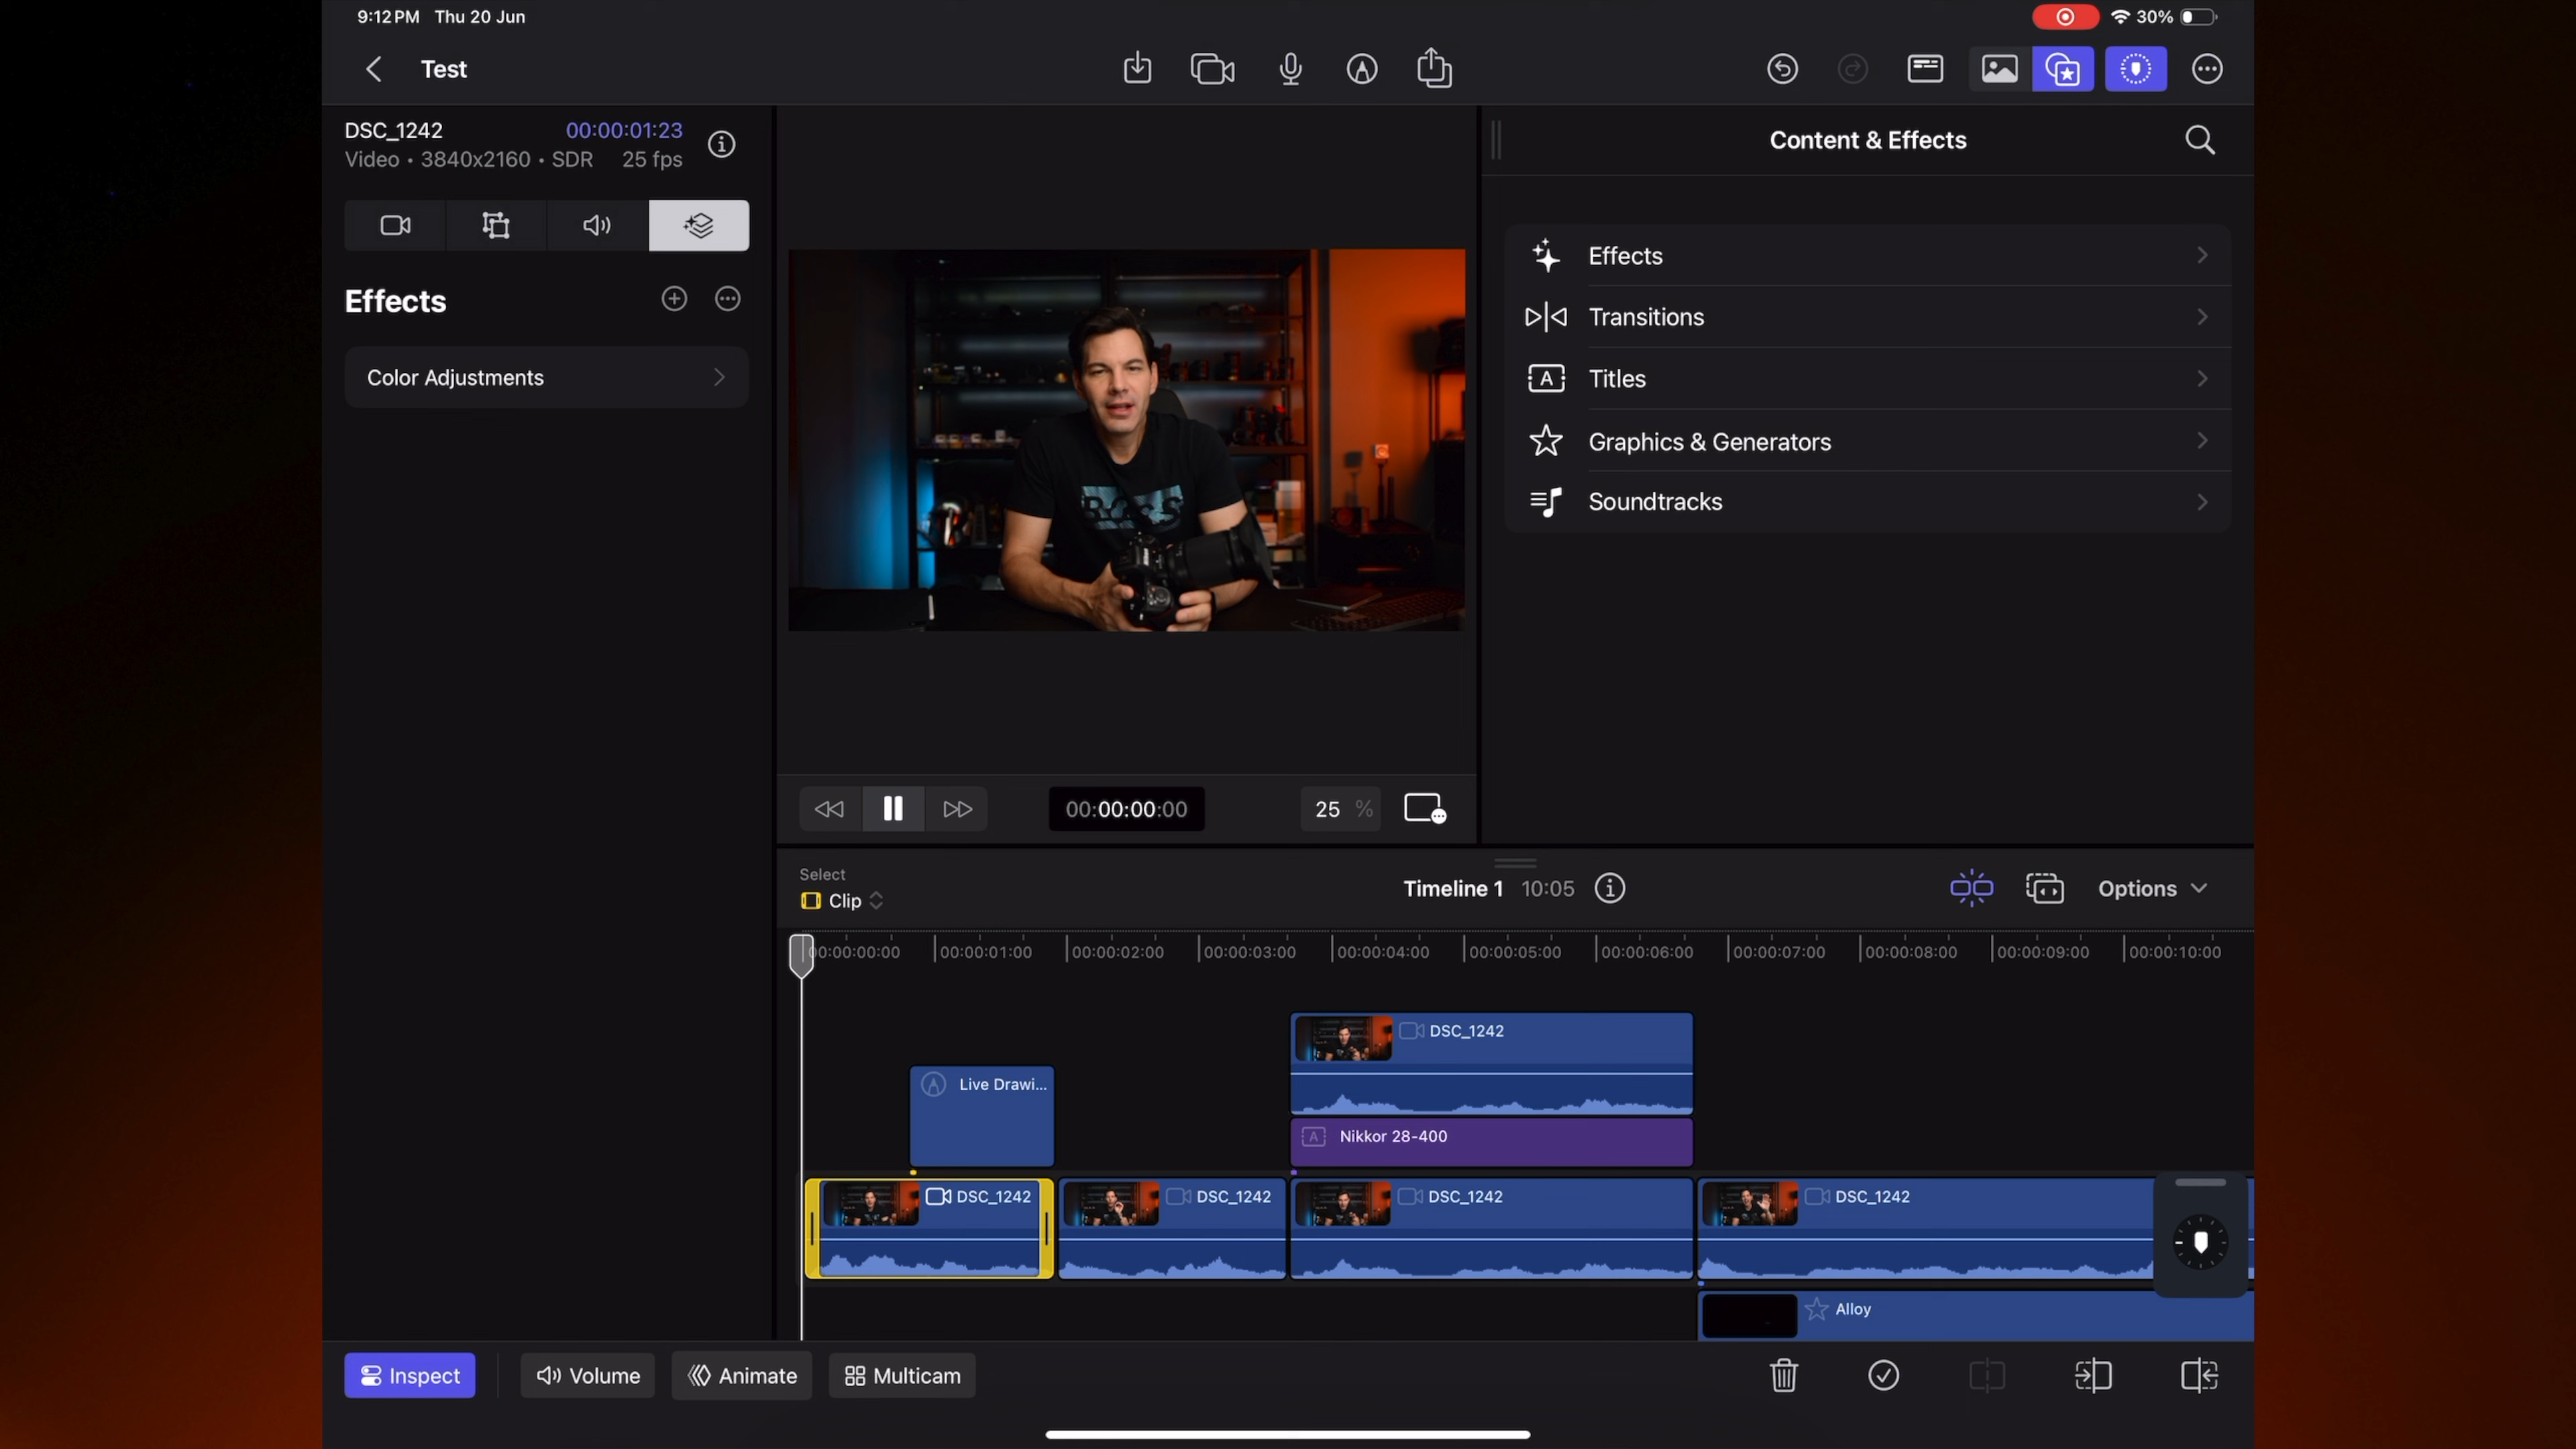 9:12 PM Thu 20 Jun
30%
Test
DSC_1242 00:00:01:23
Video • 3840x2160 • SDR 25 fps
Effects
Color Adjustments
Content & Effects
Effects
Transitions
Titles
Graphics & Generators
Soundtracks
00:00:00:00
25 %
Select
Clip
Timeline 1 10:05
Options
00:00:00:00 00:00:01:00 00:00:02:00 00:00:03:00 00:00:04:00 00:00:05:00 00:00:06:00 00:00:07:00 00:00:08:00 00:00:09:00 00:00:10:00
DSC_1242
Live Drawi...
Nikkor 28-400
DSC_1242 DSC_1242 DSC_1242 DSC_1242
Alloy
Inspect Volume Animate Multicam